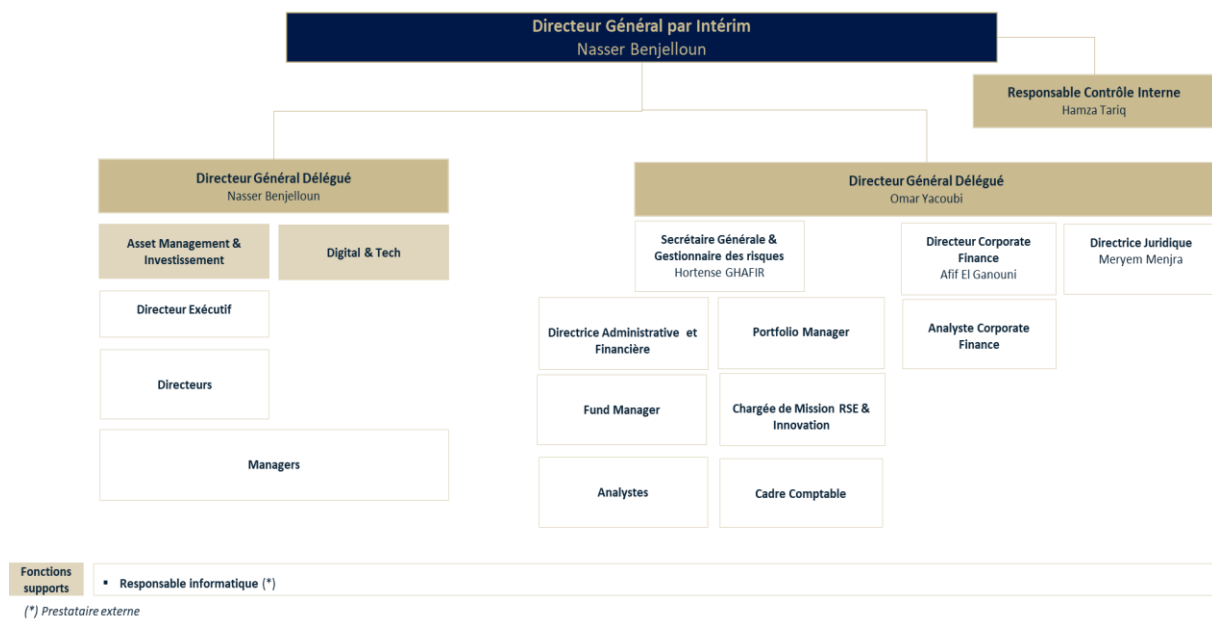 Directeur Général par Intérim
Nasser Benjelloun
Responsable Contrôle Interne
Hamza Tariq
Directeur Général Délégué
Nasser Benjelloun
Directeur Général Délégué
Omar Yacoubi
Asset Management &
Investissement
Digital & Tech
Secrétaire Générale &
Gestionnaire des risques
Hortense GHAFIR
Directeur Corporate
Finance
Afif El Ganouni
Directrice Juridique
Meryem Menjra
Directeur Exécutif
Directrice Administrative et
Financière
Portfolio Manager
Analyste Corporate
Finance
Directeurs
Fund Manager
Chargée de Mission RSE &
Innovation
Managers
Analystes
Cadre Comptable
Fonctions
supports
▪ Responsable informatique (*)
(*) Prestataire externe